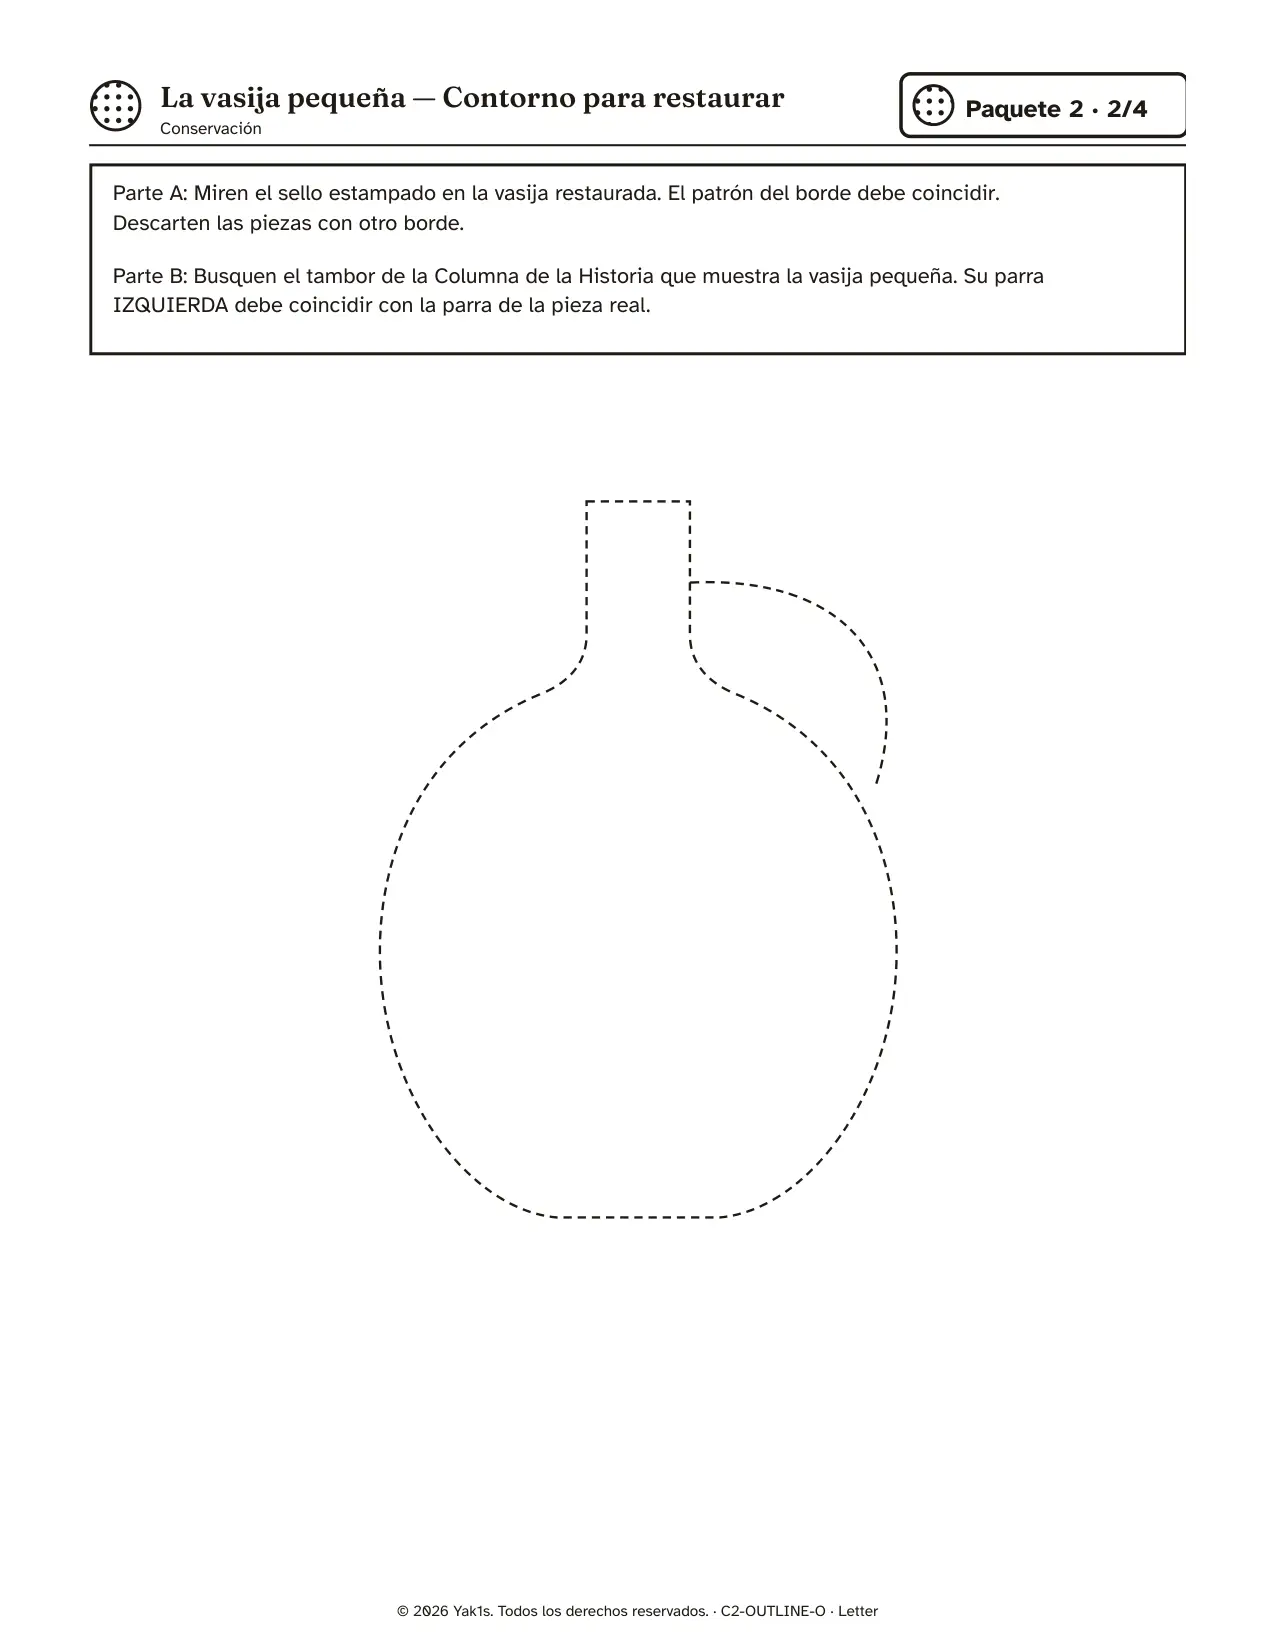 La vasija pequeña — Contorno para restaurar
Conservación
Paquete 2 · 2/4
Parte A: Miren el sello estampado en la vasija restaurada. El patrón del borde debe coincidir.
Descarten las piezas con otro borde.
Parte B: Busquen el tambor de la Columna de la Historia que muestra la vasija pequeña. Su parra
IZQUIERDA debe coincidir con la parra de la pieza real.
© 2026 Yak1s. Todos los derechos reservados. · C2-OUTLINE-O · Letter